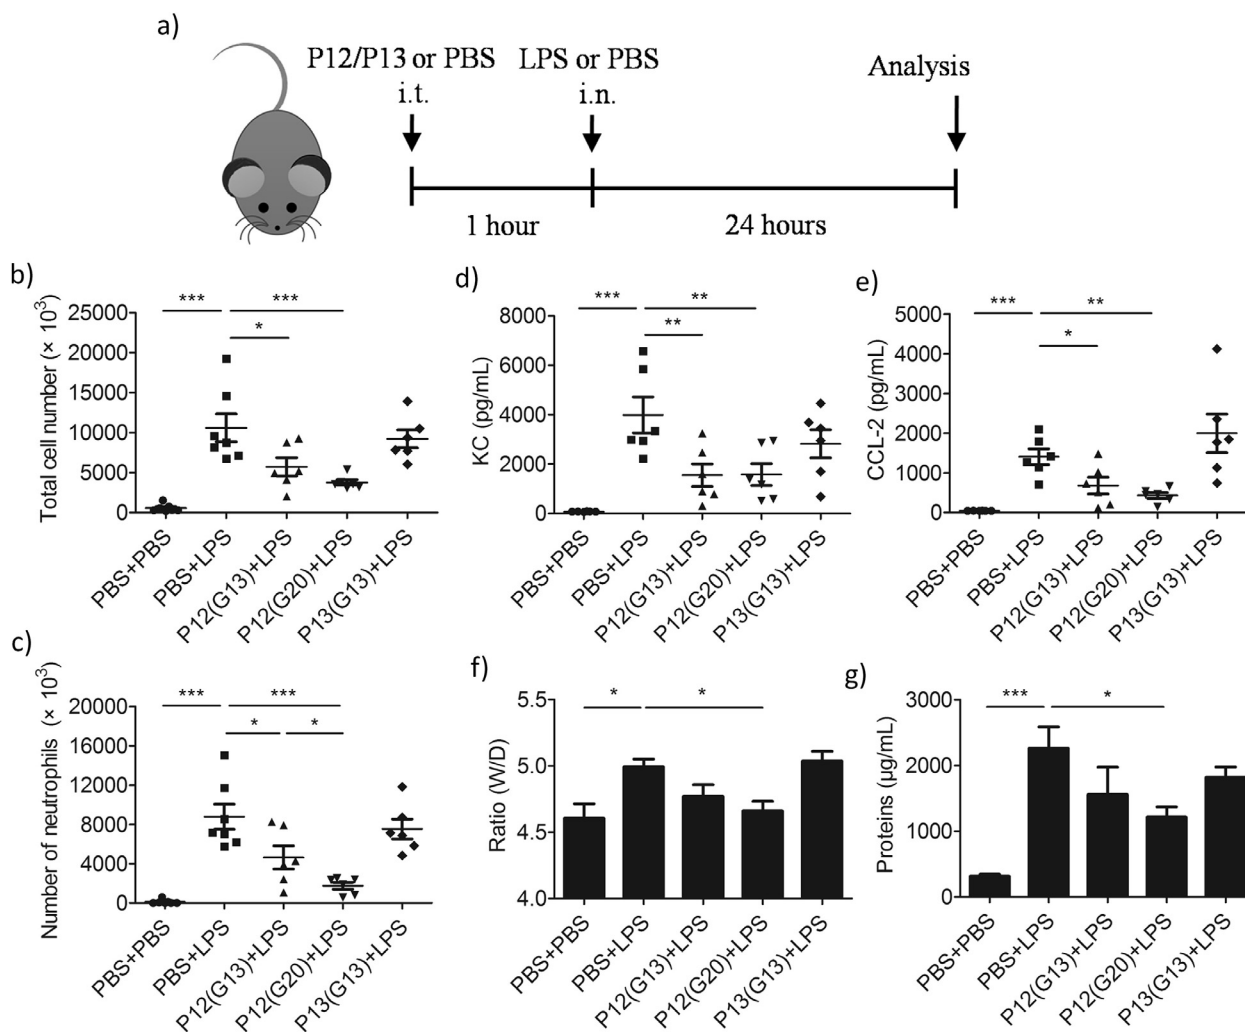 a)
P12/P13 or PBS
i.t.
LPS or PBS
i.n.
Analysis
1 hour
24 hours
b)
***
***
*
25000
20000
15000
10000
5000
0
Total cell number (× 10³)
PBS+PBS
PBS+LPS
P12(G13)+LPS
P12(G20)+LPS
P13(G13)+LPS
d)
***
**
**
8000
6000
4000
2000
0
KC (pg/mL)
PBS+PBS
PBS+LPS
P12(G13)+LPS
P12(G20)+LPS
P13(G13)+LPS
e)
***
**
*
5000
4000
3000
2000
1000
0
CCL-2 (pg/mL)
PBS+PBS
PBS+LPS
P12(G13)+LPS
P12(G20)+LPS
P13(G13)+LPS
c)
***
***
*
*
20000
16000
12000
8000
4000
0
Number of neutrophils (× 10³)
PBS+PBS
PBS+LPS
P12(G13)+LPS
P12(G20)+LPS
P13(G13)+LPS
f)
*
*
5.5
5.0
4.5
4.0
Ratio (W/D)
PBS+PBS
PBS+LPS
P12(G13)+LPS
P12(G20)+LPS
P13(G13)+LPS
g)
***
*
3000
2000
1000
0
Proteins (µg/mL)
PBS+PBS
PBS+LPS
P12(G13)+LPS
P12(G20)+LPS
P13(G13)+LPS